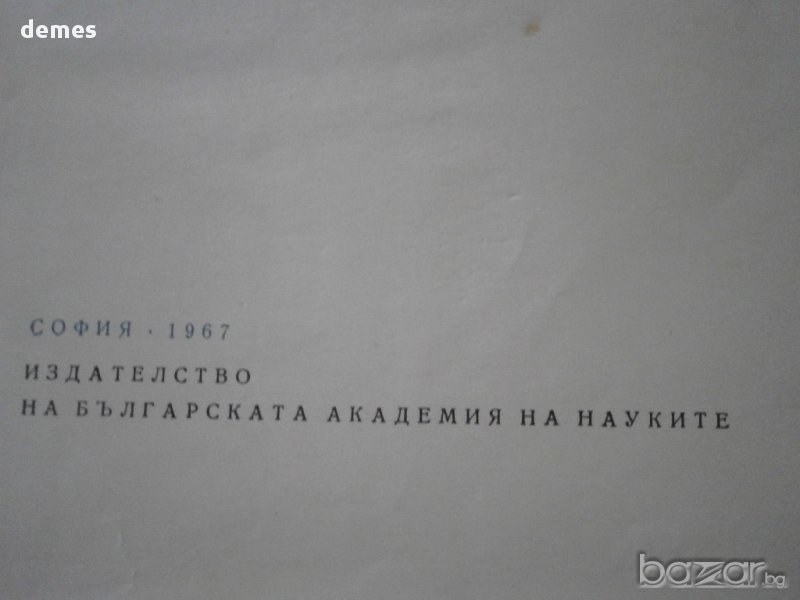 demes
СОФИЯ · 1967
ИЗДАТЕЛСТВО
НА БЪЛГАРСКАТА АКАДЕМИЯ НА НАУКИТЕ
bazar.bg